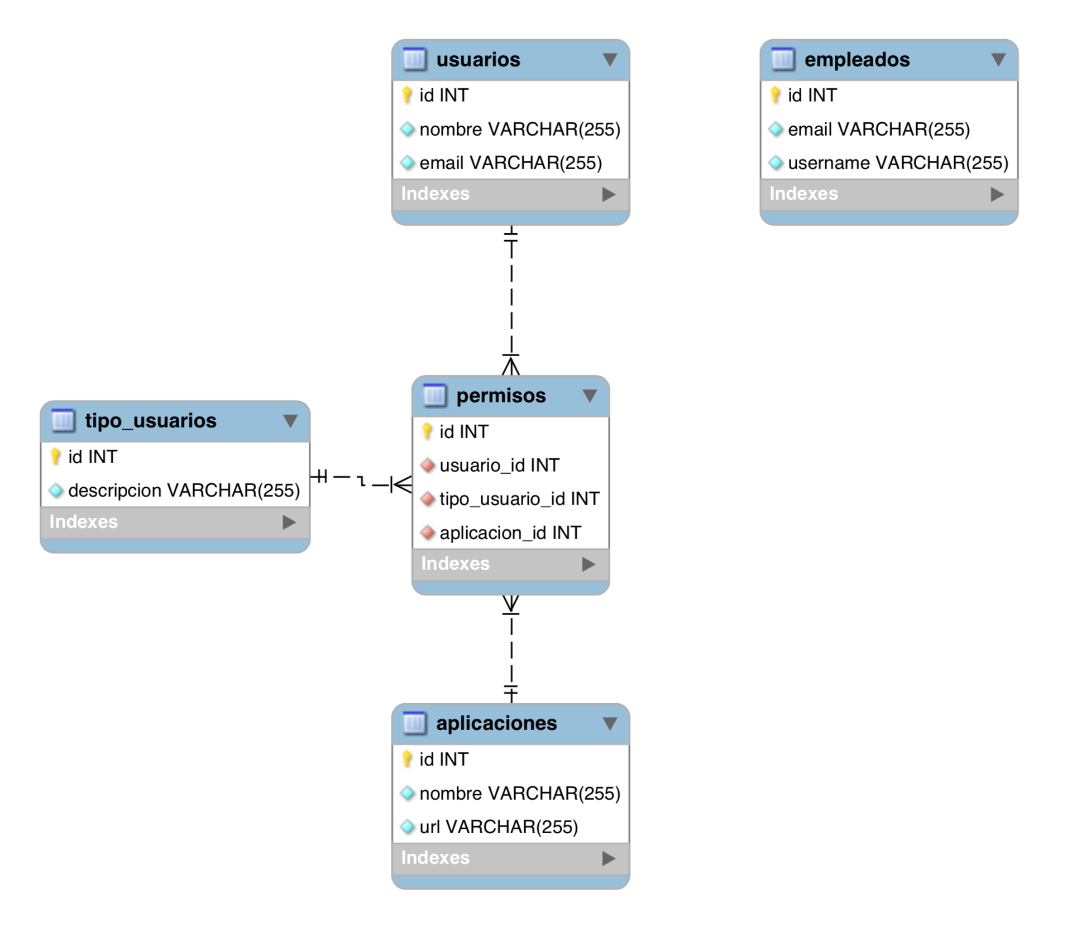 usuarios
id INT
nombre VARCHAR(255)
email VARCHAR(255)
Indexes
empleados
id INT
email VARCHAR(255)
username VARCHAR(255)
Indexes
tipo_usuarios
id INT
descripcion VARCHAR(255)
Indexes
permisos
id INT
usuario_id INT
tipo_usuario_id INT
aplicacion_id INT
Indexes
aplicaciones
id INT
nombre VARCHAR(255)
url VARCHAR(255)
Indexes